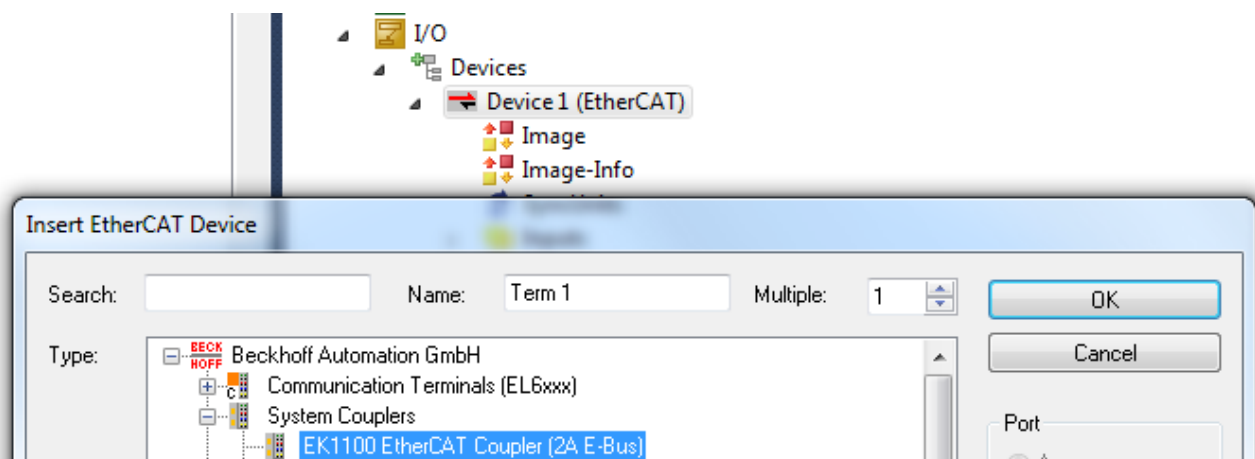 I/O
Devices
Device 1 (EtherCAT)
Image
Image-Info
Insert EtherCAT Device
Search:
Name: Term 1
Multiple: 1
OK
Type:
BECK
HOFF
Beckhoff Automation GmbH
Cancel
C Communication Terminals (EL6xxx)
System Couplers
Port
EK1100 EtherCAT Coupler (2A E-Bus)